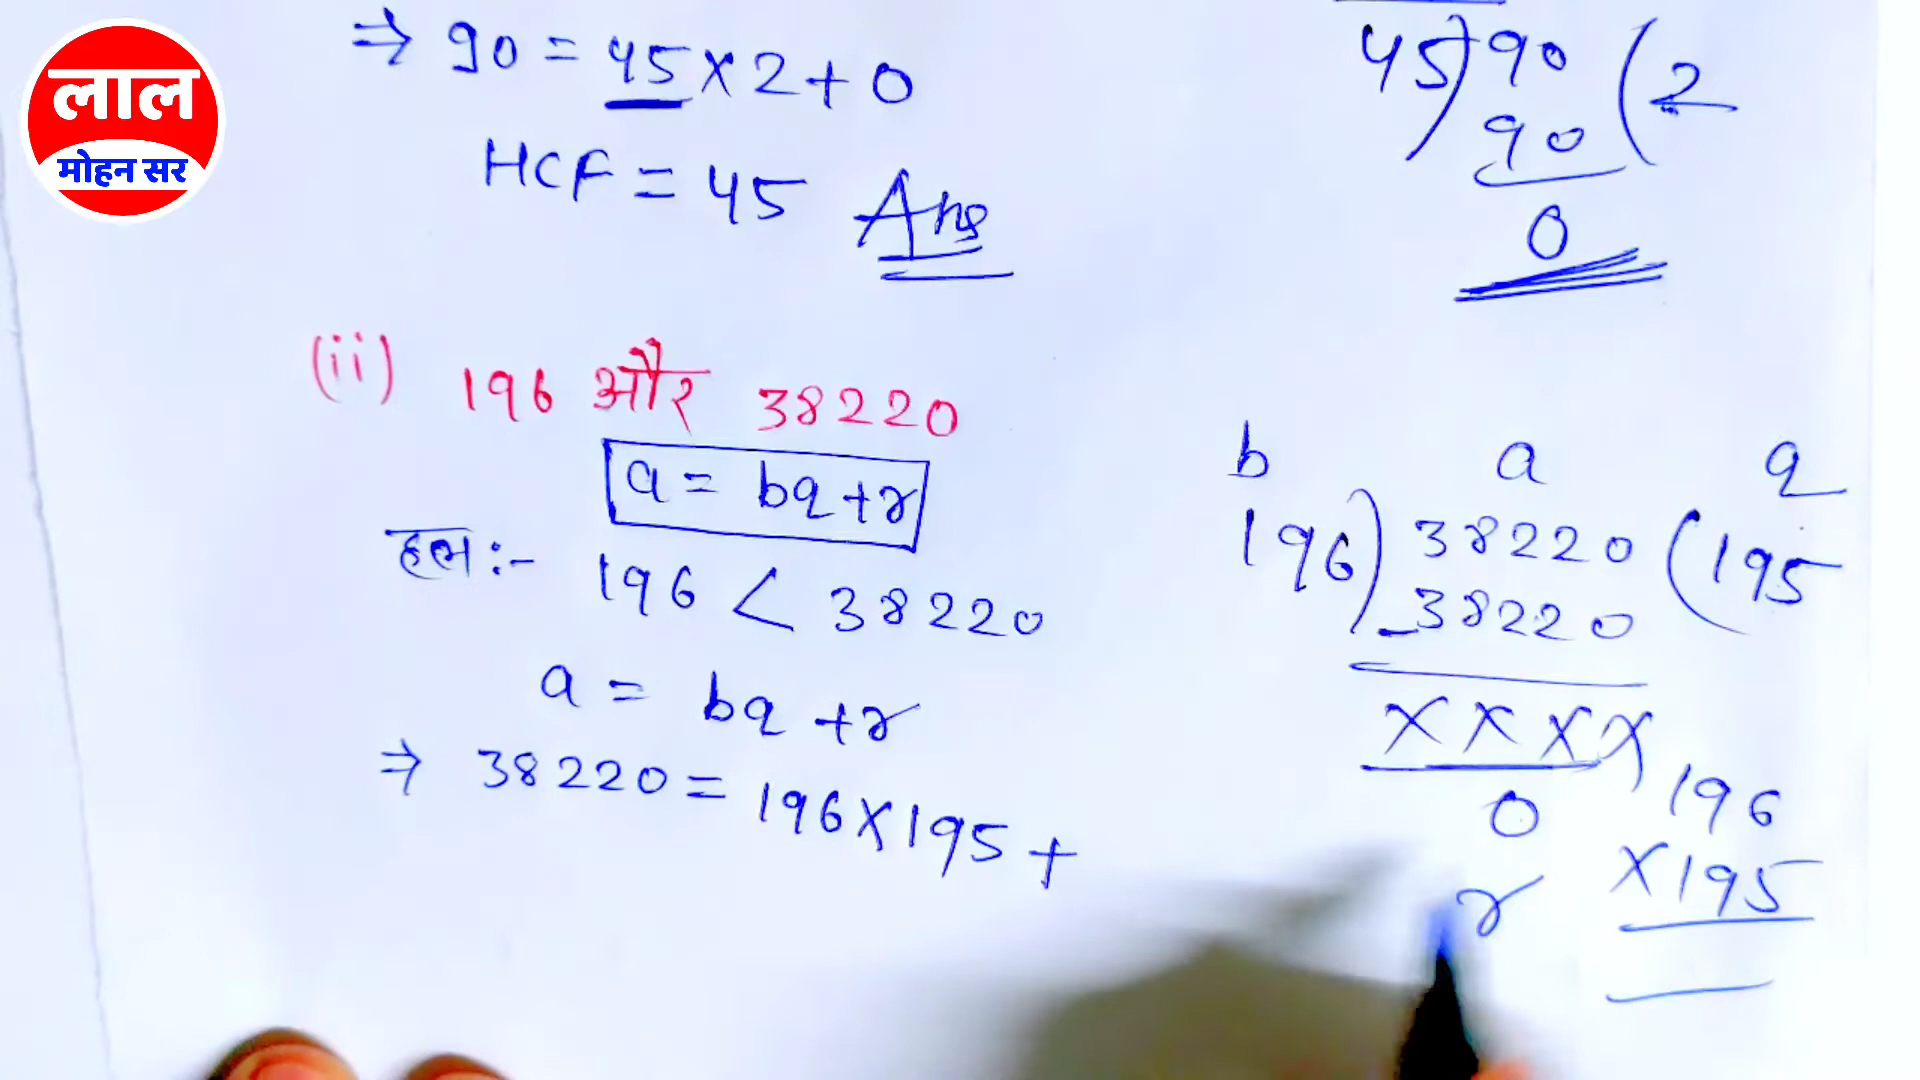 लाल
मोहन सर
⇒ 90 = 45 × 2 + 0
HCF = 45 Ans
45) 90 (2
90
0
(ii) 196 और 38220
a = bq + r
हल :- 196 < 38220
a = bq + r
⇒ 38220 = 196 × 195 +
b a q
196) 38220 (195
- 38220
× × × ×
0
r
196
× 195